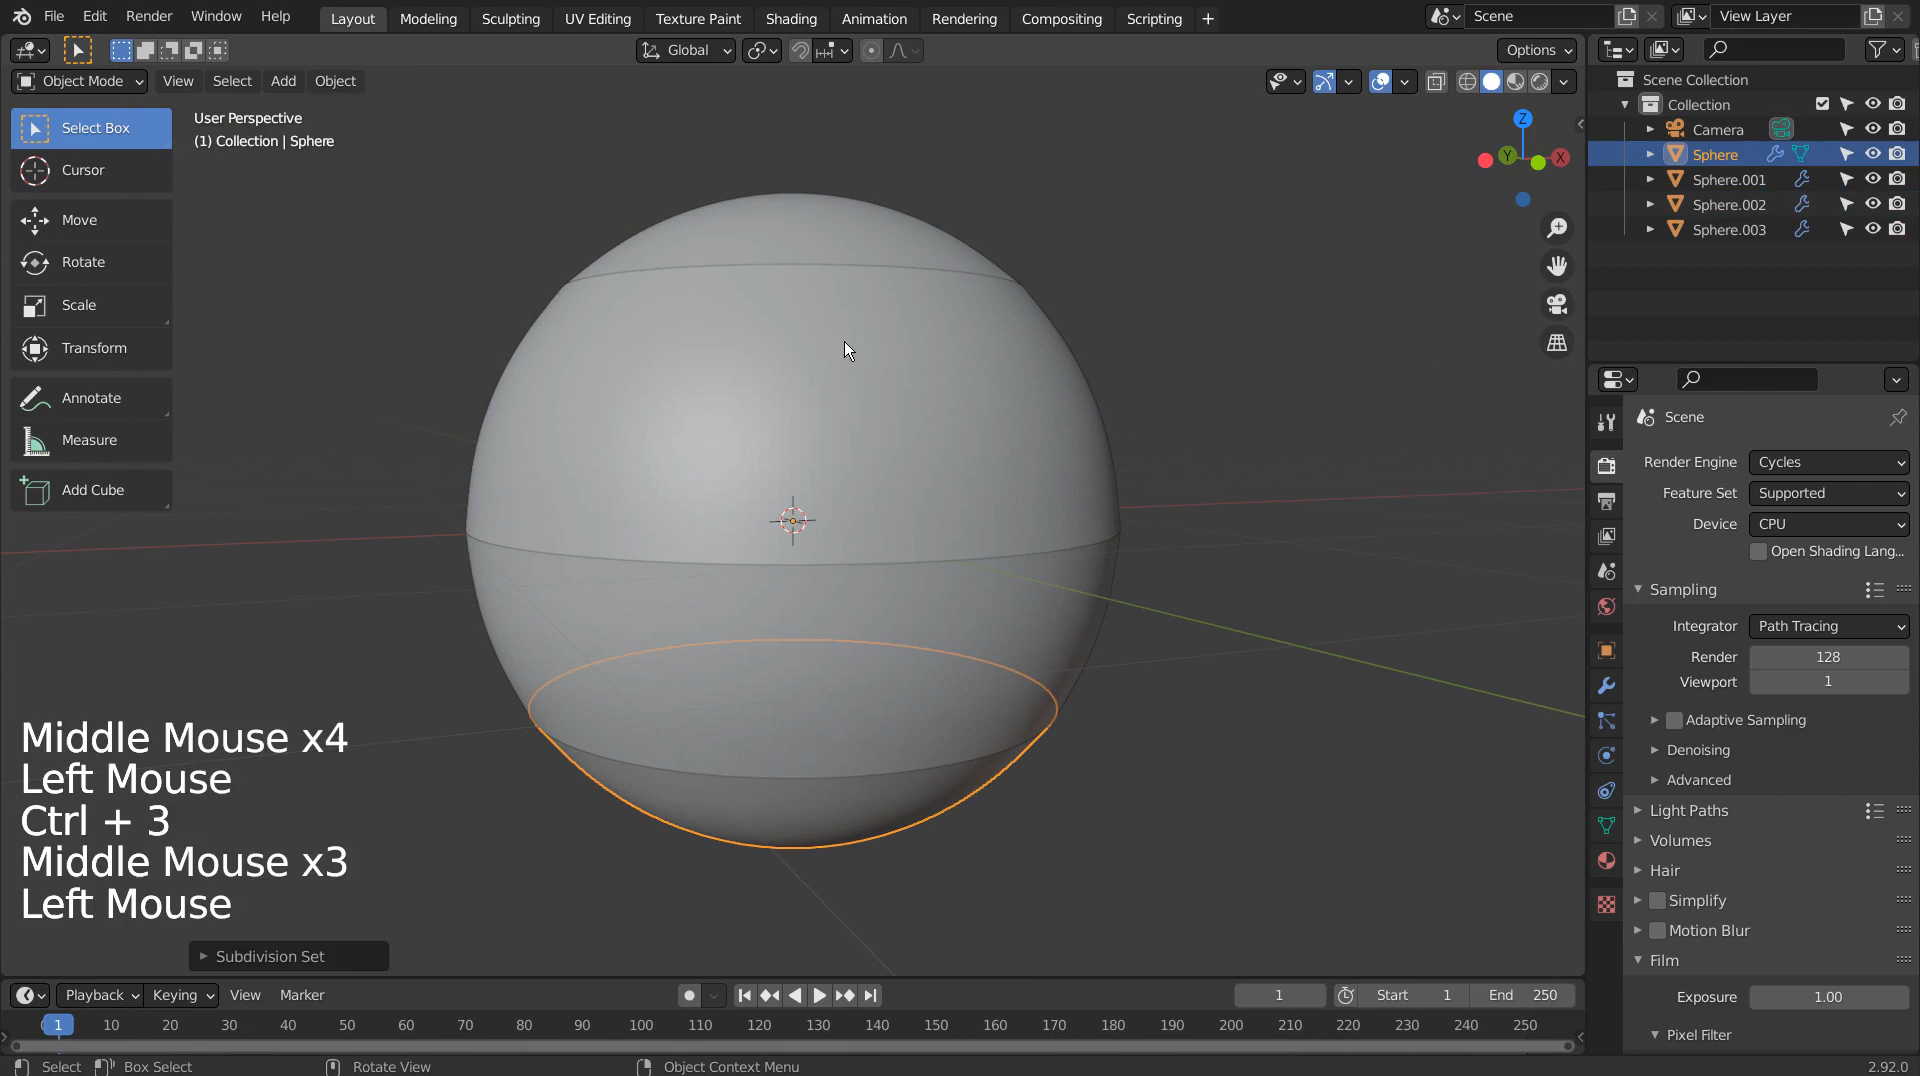 File Edit Render Window Help Layout Modeling Sculpting UV Editing Texture Paint Shading Animation Rendering Compositing Scripting + Scene View Layer
Global Options
Object Mode View Select Add Object
Select Box
Cursor
Move
Rotate
Scale
Transform
Annotate
Measure
Add Cube
User Perspective
(1) Collection | Sphere
Z
Y
X
Scene Collection
Collection
Camera
Sphere
Sphere.001
Sphere.002
Sphere.003
Scene
Render Engine Cycles
Feature Set Supported
Device CPU
Open Shading Lang...
Sampling
Integrator Path Tracing
Render 128
Viewport 1
Adaptive Sampling
Denoising
Advanced
Light Paths
Volumes
Hair
Simplify
Motion Blur
Film
Exposure 1.00
Pixel Filter
Middle Mouse x4
Left Mouse
Ctrl + 3
Middle Mouse x3
Left Mouse
Subdivision Set
Playback Keying View Marker 1 Start 1 End 250
1 10 20 30 40 50 60 70 80 90 100 110 120 130 140 150 160 170 180 190 200 210 220 230 240 250
Select Box Select Rotate View Object Context Menu 2.92.0